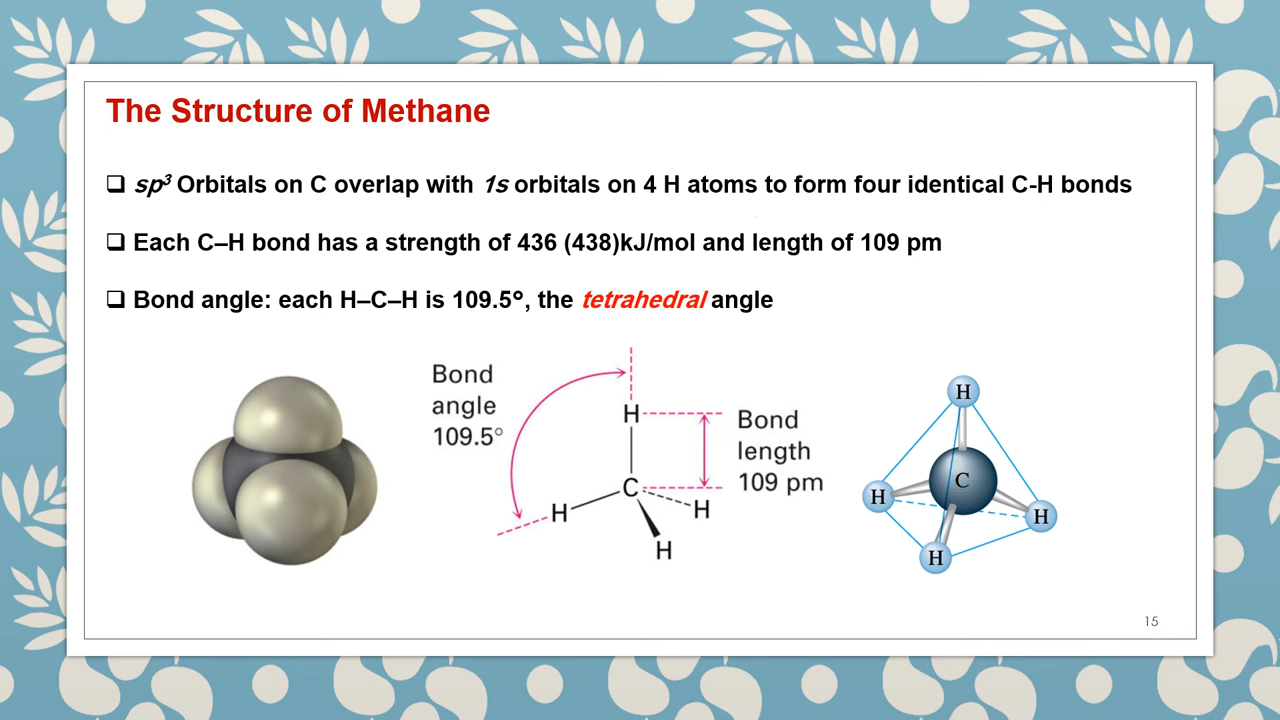 The Structure of Methane
❑ sp³ Orbitals on C overlap with 1s orbitals on 4 H atoms to form four identical C-H bonds
❑ Each C–H bond has a strength of 436 (438)kJ/mol and length of 109 pm
❑ Bond angle: each H–C–H is 109.5°, the tetrahedral angle
Bond
angle
109.5°
H
C
H
H
H
Bond
length
109 pm
H
C
H
H
H
15